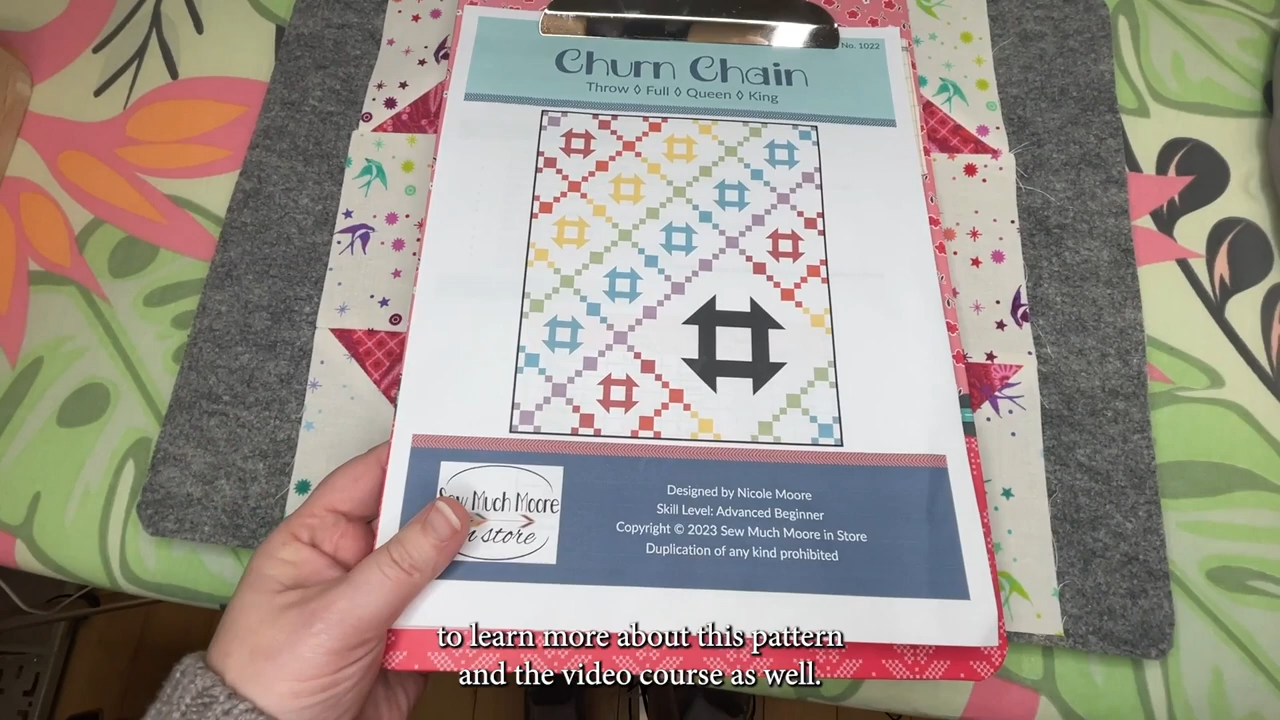 No. 1022
Churn Chain
Throw ◊ Full ◊ Queen ◊ King
Sew Much Moore
in store
Designed by Nicole Moore
Skill Level: Advanced Beginner
Copyright © 2023 Sew Much Moore in Store
Duplication of any kind prohibited
to learn more about this pattern
and the video course as well.